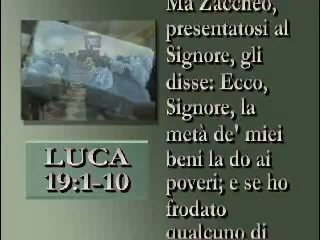 Ma Zaccheo,
presentatosi al
Signore, gli
disse: Ecco,
Signore, la
metà de' miei
beni la do ai
poveri; e se ho
frodato
qualcuno di
LUCA
19:1-10